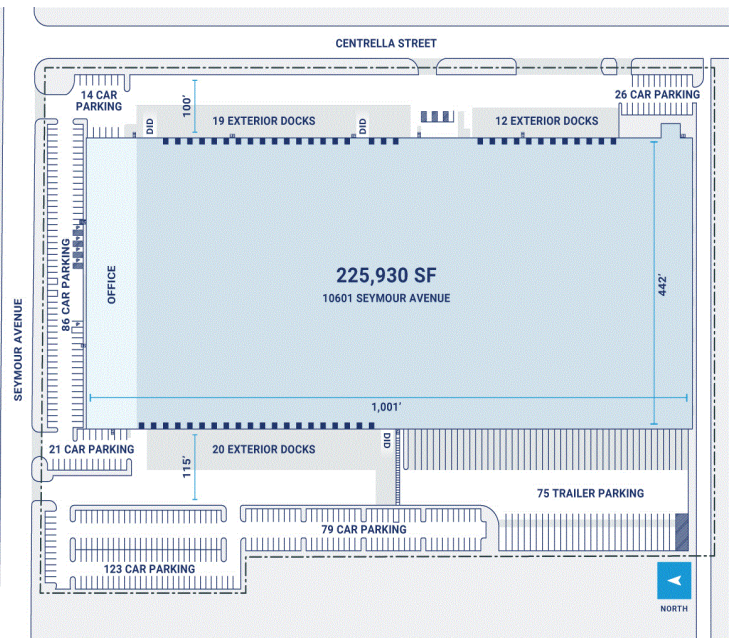 CENTRELLA STREET
14 CAR
PARKING
100'
26 CAR PARKING
DID
19 EXTERIOR DOCKS
DID
12 EXTERIOR DOCKS
86 CAR PARKING
OFFICE
225,930 SF
10601 SEYMOUR AVENUE
442'
SEYMOUR AVENUE
1,001'
21 CAR PARKING
115'
20 EXTERIOR DOCKS
DID
75 TRAILER PARKING
79 CAR PARKING
123 CAR PARKING
NORTH